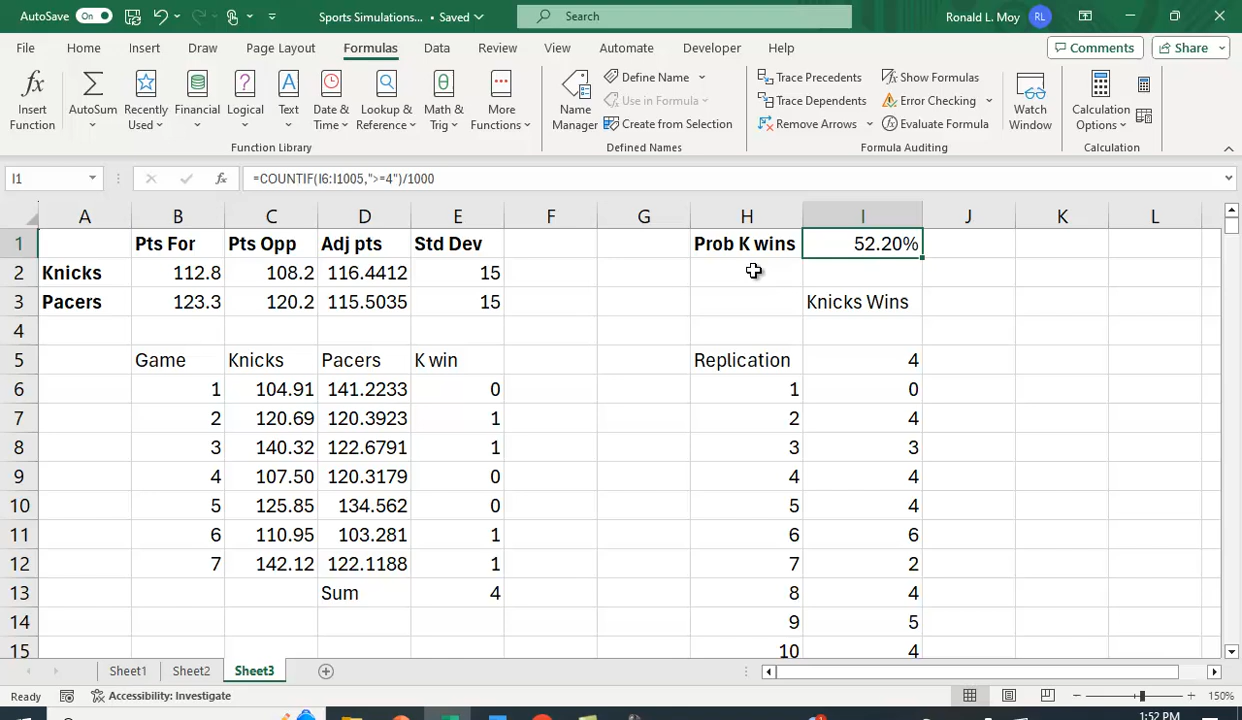 AutoSave On Sports Simulations... • Saved Search Ronald L. Moy RL
File Home Insert Draw Page Layout Formulas Data Review View Automate Developer Help Comments Share
Insert Function AutoSum Recently Used Financial Logical Text Date & Time Lookup & Reference Math & Trig More Functions Name Manager Define Name Use in Formula Create from Selection Trace Precedents Trace Dependents Remove Arrows Show Formulas Error Checking Evaluate Formula Watch Window Calculation Options
Function Library Defined Names Formula Auditing Calculation
I1 fx =COUNTIF(I6:I1005,">=4")/1000
A B C D E F G H I J K L
1 Pts For Pts Opp Adj pts Std Dev Prob K wins 52.20%
2 Knicks 112.8 108.2 116.4412 15
3 Pacers 123.3 120.2 115.5035 15 Knicks Wins
4
5 Game Knicks Pacers K win Replication 4
6 1 104.91 141.2233 0 1 0
7 2 120.69 120.3923 1 2 4
8 3 140.32 122.6791 1 3 3
9 4 107.50 120.3179 0 4 4
10 5 125.85 134.562 0 5 4
11 6 110.95 103.281 1 6 6
12 7 142.12 122.1188 1 7 2
13 Sum 4 8 4
14 9 5
15 10 4
Sheet1 Sheet2 Sheet3
Ready Accessibility: Investigate 150%
1:52 PM